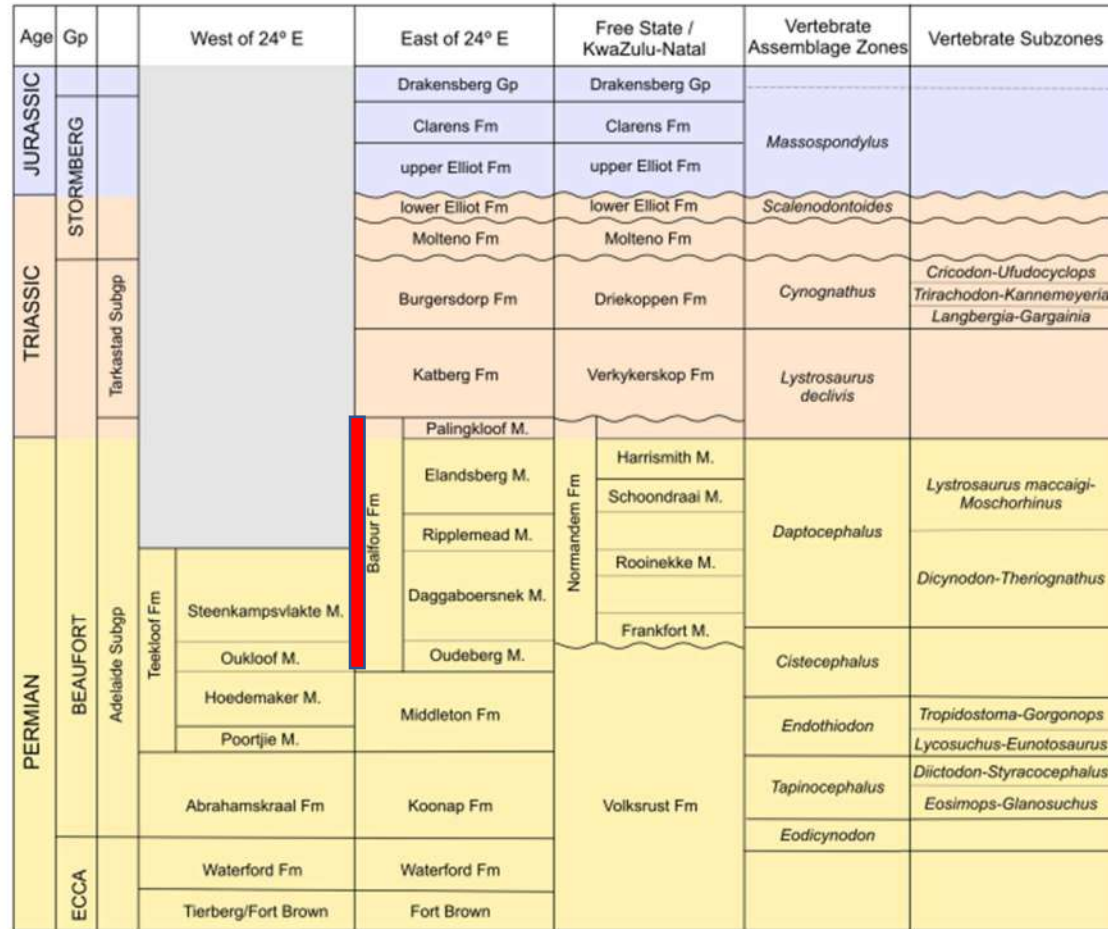 Age
Gp
West of 24º E
East of 24º E
Free State /
KwaZulu-Natal
Vertebrate
Assemblage Zones
Vertebrate Subzones
JURASSIC
TRIASSIC
PERMIAN
STORMBERG
BEAUFORT
ECCA
Tarkastad Subgp
Adelaide Subgp
Teekloof Fm
Steenkampsvlakte M.
Oukloof M.
Hoedemaker M.
Poortjie M.
Abrahamskraal Fm
Waterford Fm
Tierberg/Fort Brown
Drakensberg Gp
Clarens Fm
upper Elliot Fm
lower Elliot Fm
Molteno Fm
Burgersdorp Fm
Katberg Fm
Balfour Fm
Palingkloof M.
Elandsberg M.
Ripplemead M.
Daggaboersnek M.
Oudeberg M.
Middleton Fm
Koonap Fm
Waterford Fm
Fort Brown
Drakensberg Gp
Clarens Fm
upper Elliot Fm
lower Elliot Fm
Molteno Fm
Driekoppen Fm
Verkykerskop Fm
Normandem Fm
Harrismith M.
Schoondraai M.
Rooinekke M.
Frankfort M.
Volksrust Fm
Massospondylus
Scalenodontoides
Cynognathus
Lystrosaurus
declivis
Daptocephalus
Cistecephalus
Endothiodon
Tapinocephalus
Eodicynodon
Cricodon-Ufudocyclops
Trirachodon-Kannemeyeria
Langbergia-Gargainia
Lystrosaurus maccaigi-
Moschorhinus
Dicynodon-Theriognathus
Tropidostoma-Gorgonops
Lycosuchus-Eunotosaurus
Diictodon-Styracocephalus
Eosimops-Glanosuchus